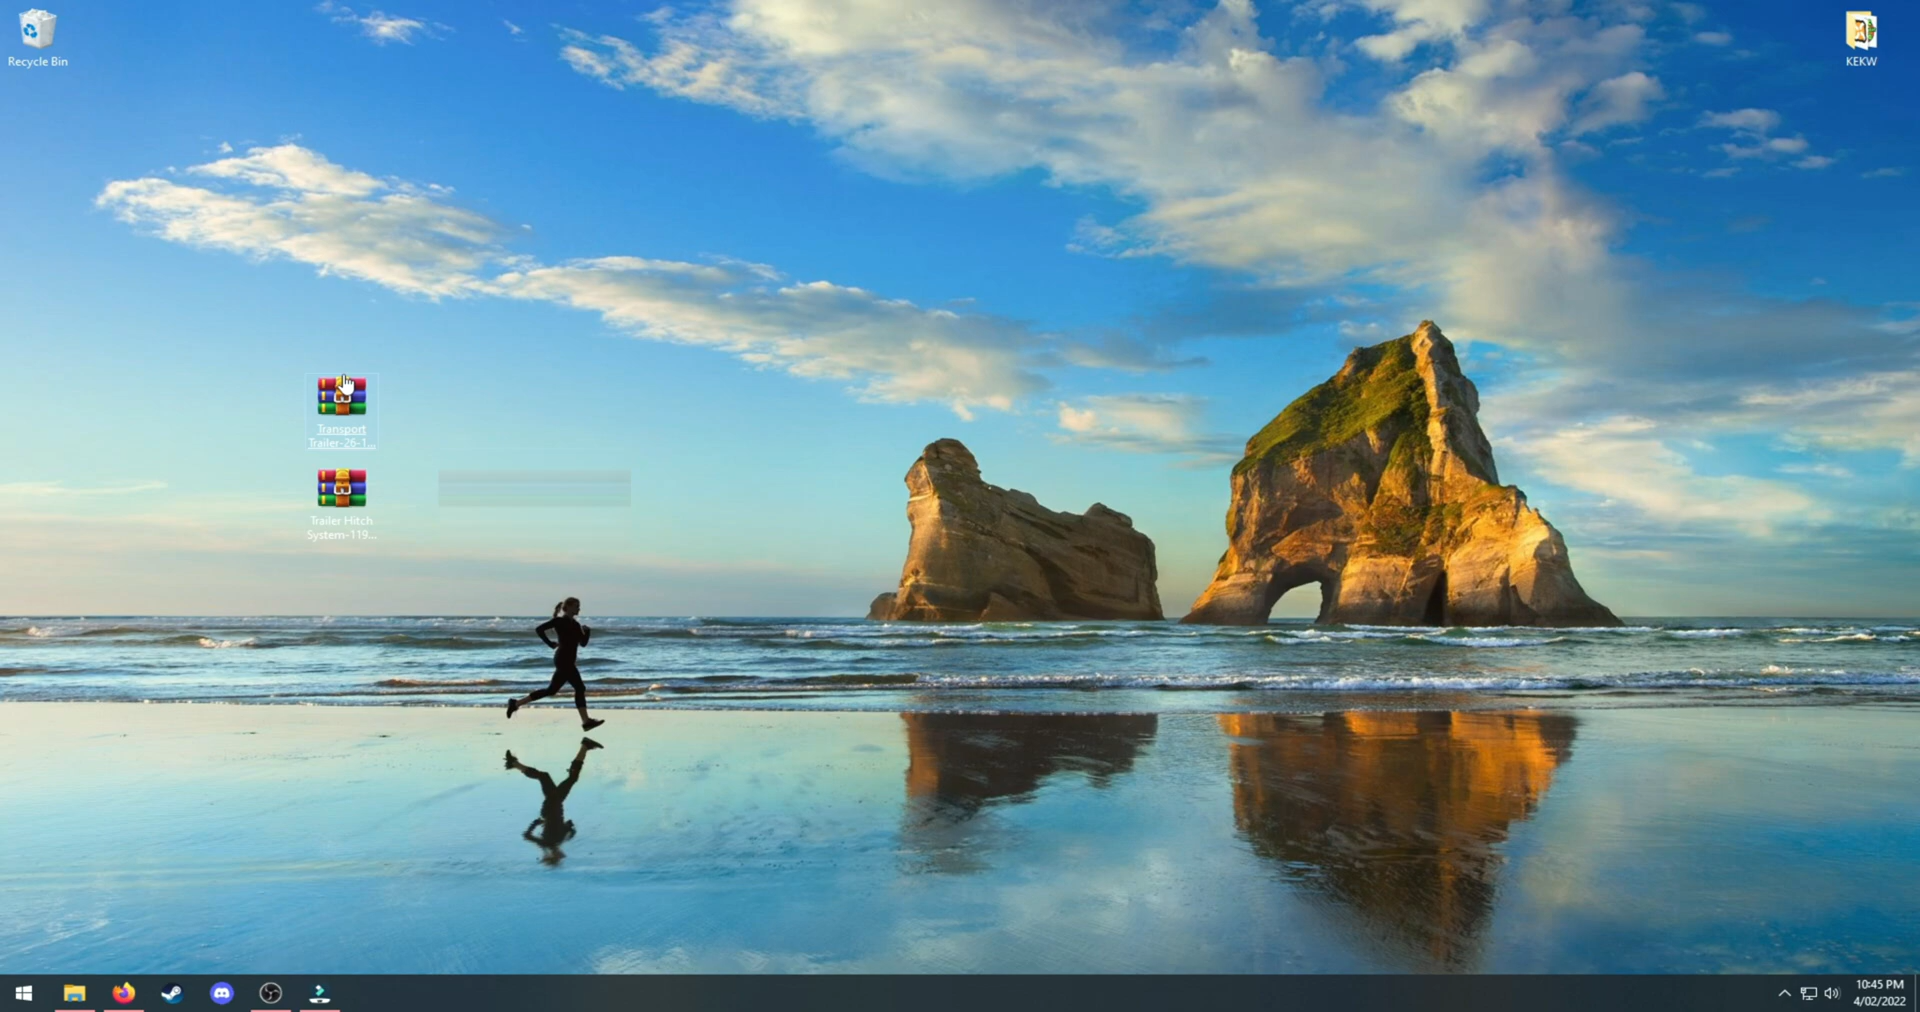 Recycle Bin
KEKW
Transport
Trailer-26-1...
Trailer Hitch
System-119...
10:45 PM
4/02/2022